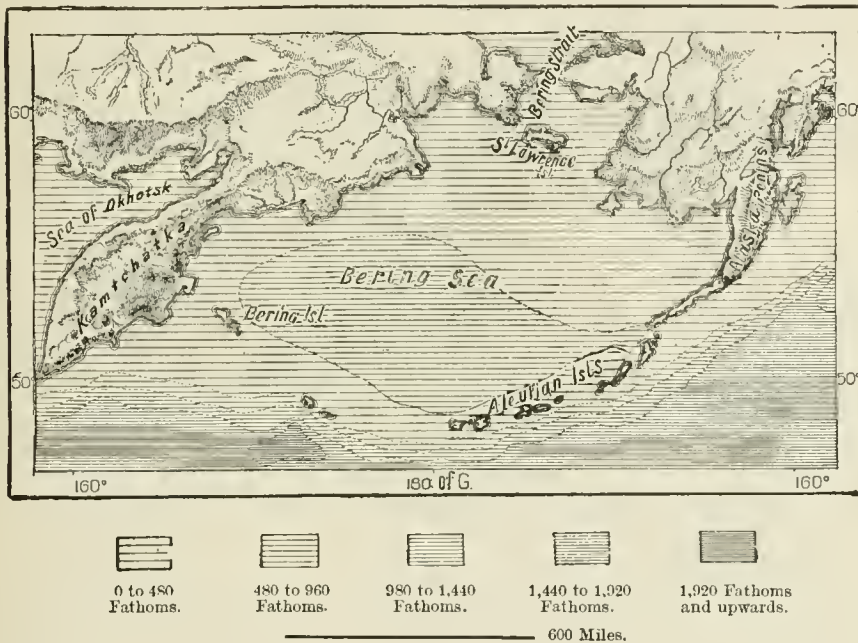 Bering Strait
60°
60°
St Lawrence
Isl.
Sea of Okhotsk
Alaska Penins.
Kamtchatka
Bering Sea
Bering Isl.
50°
50°
Aleutian Isls
160°
180. of G.
160°
0 to 480
Fathoms.
480 to 960
Fathoms.
980 to 1,440
Fathoms.
1,440 to 1,920
Fathoms.
1,920 Fathoms
and upwards.
600 Miles.